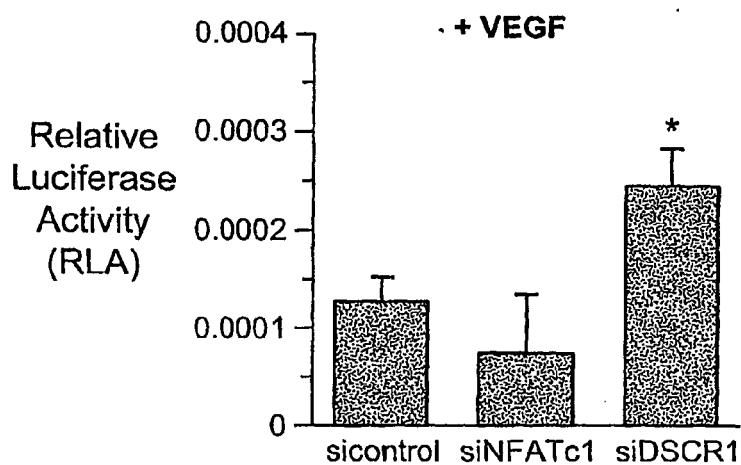 + VEGF
Relative
Luciferase
Activity
(RLA)
0.0004
0.0003
0.0002
0.0001
0
*
sicontrol siNFATc1 siDSCR1